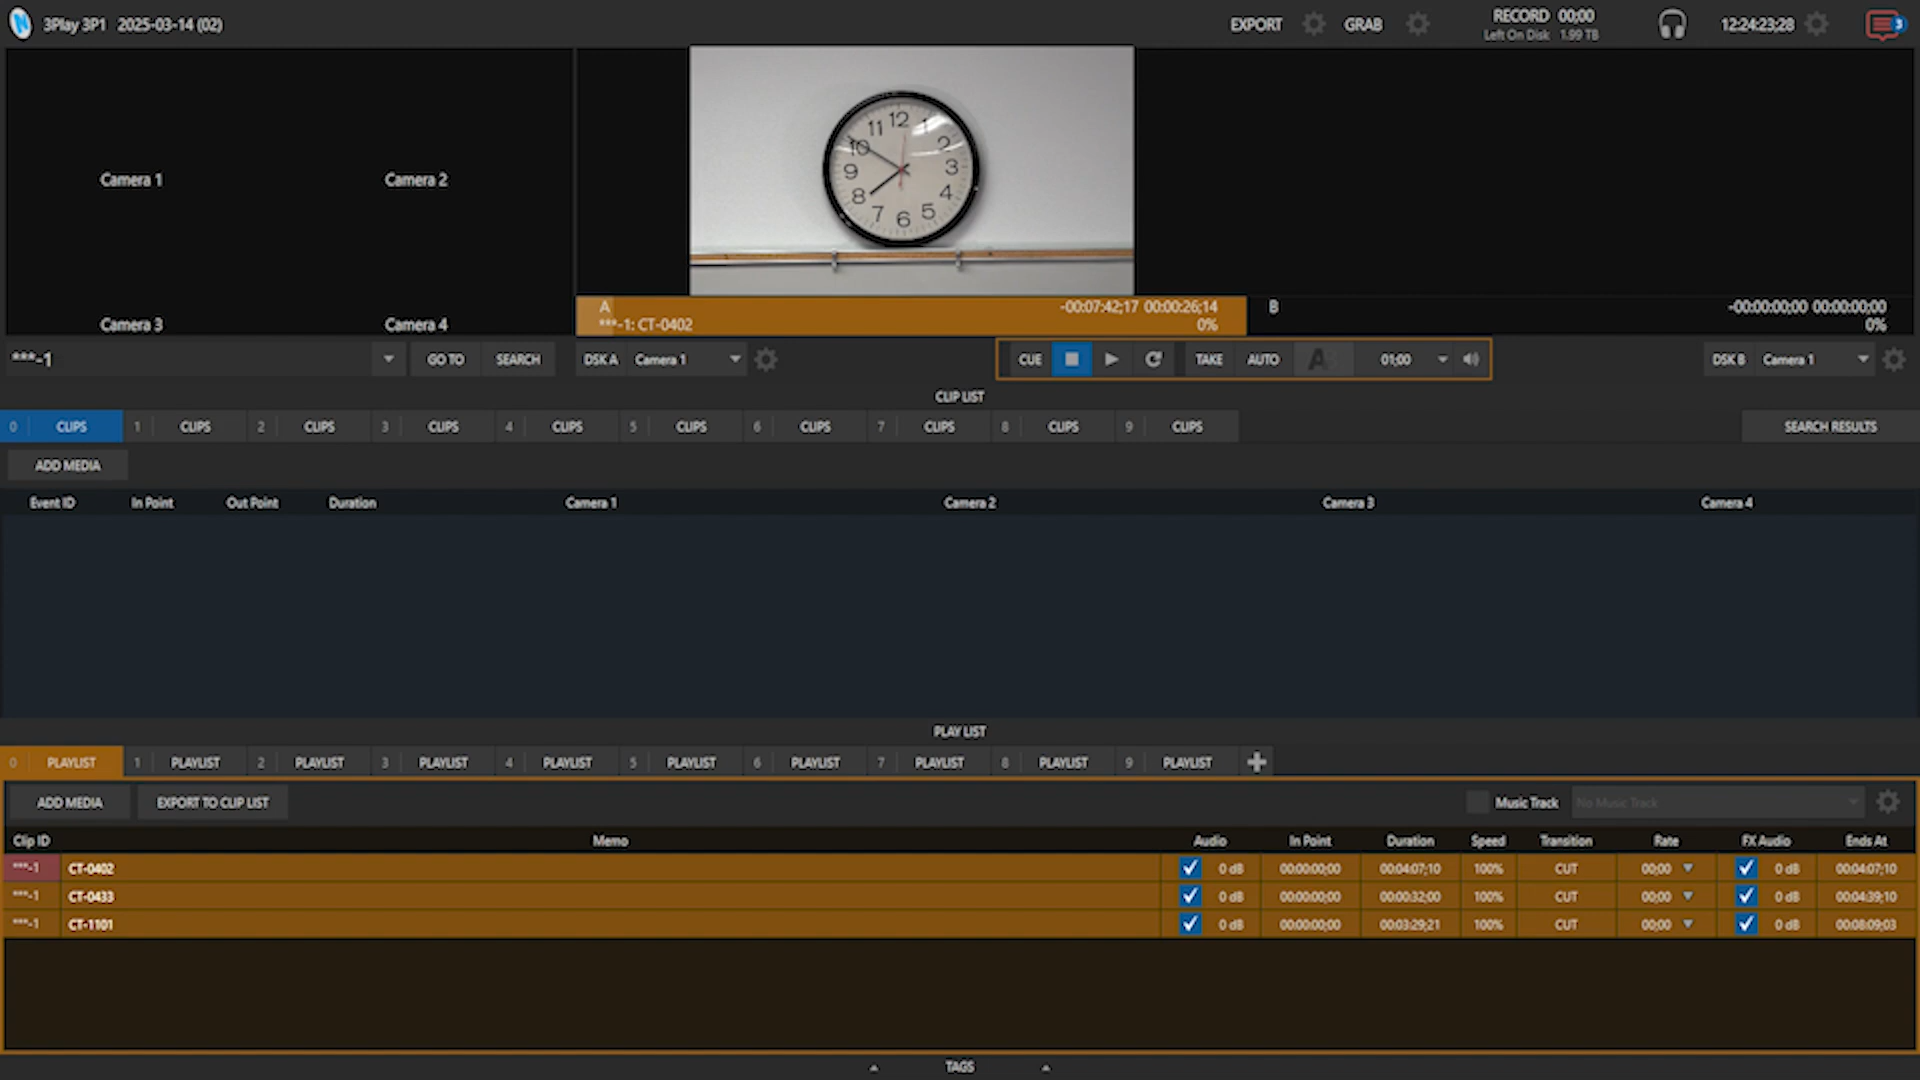 3Play 3P1 2025-03-14 (02)
EXPORT
GRAB
RECORD 00;00
Left On Disk 1.99 TB
12:24:23;28
3
Camera 1
Camera 2
Camera 3
Camera 4
11 12 1
10 2
9 3
8 4
7 6 5
A
-00:07:42;17 00:00:26;14
***-1: CT-0402
0%
B
-00:00:00;00 00:00:00;00
0%
***-1
GO TO
SEARCH
DSK A
Camera 1
CUE
TAKE
AUTO
A
01;00
DSK B
Camera 1
CLIP LIST
0 CLIPS 1 CLIPS 2 CLIPS 3 CLIPS 4 CLIPS 5 CLIPS 6 CLIPS 7 CLIPS 8 CLIPS 9 CLIPS
SEARCH RESULTS
ADD MEDIA
Event ID In Point Out Point Duration Camera 1 Camera 2 Camera 3 Camera 4
PLAY LIST
0 PLAYLIST 1 PLAYLIST 2 PLAYLIST 3 PLAYLIST 4 PLAYLIST 5 PLAYLIST 6 PLAYLIST 7 PLAYLIST 8 PLAYLIST 9 PLAYLIST
ADD MEDIA
EXPORT TO CLIP LIST
Music Track
No Music Track
Clip ID Memo Audio In Point Duration Speed Transition Rate FX Audio Ends At
***-1 CT-0402 0 dB 00:00:00;00 00:04:07;10 100% CUT 00;00 0 dB 00:04:07;10
***-1 CT-0433 0 dB 00:00:00;00 00:00:32;00 100% CUT 00;00 0 dB 00:04:39;10
***-1 CT-1101 0 dB 00:00:00;00 00:03:29;21 100% CUT 00;00 0 dB 00:08:09;03
TAGS